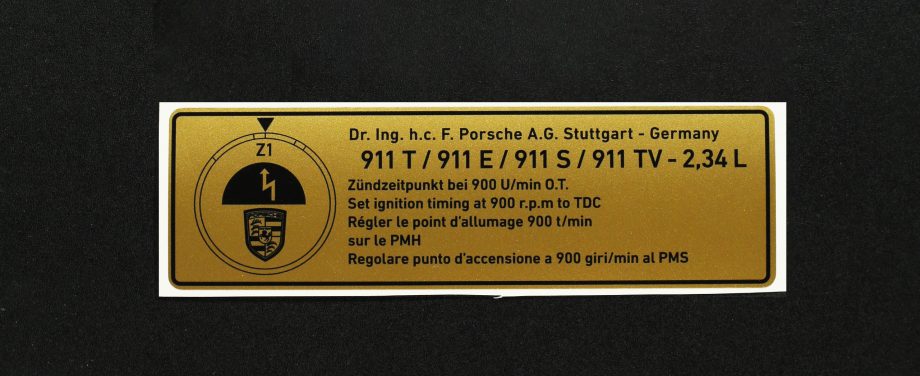 Z1
Dr. Ing. h.c. F. Porsche A.G. Stuttgart - Germany
911 T / 911 E / 911 S / 911 TV - 2,34 L
Zündzeitpunkt bei 900 U/min O.T.
Set ignition timing at 900 r.p.m to TDC
Régler le point d'allumage 900 t/min
sur le PMH
Regolare punto d'accensione a 900 giri/min al PMS